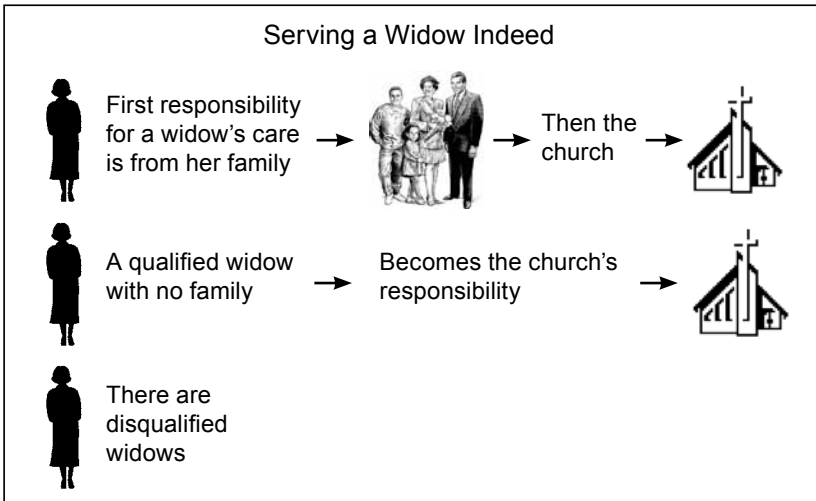 Serving a Widow Indeed
First responsibility
for a widow's care
is from her family
Then the
church
A qualified widow
with no family
Becomes the church's
responsibility
There are
disqualified
widows